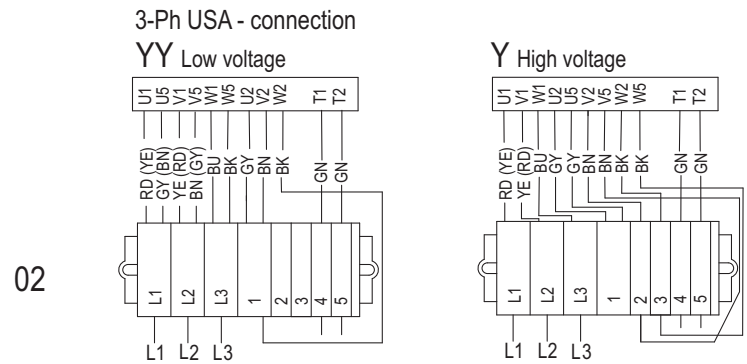 3-Ph USA - connection
YY Low voltage
U1 U5 V1 V5 W1 W5 U2 V2 W2 T1 T2
RD (YE) GY (BN) YE (RD) BN (GY) BU BK GY BN BK GN GN
L1 L2 L3 1 2 3 4 5
L1 L2 L3
Y High voltage
U1 V1 W1 U2 U5 V2 V5 W2 W5 T1 T2
RD (YE) YE (RD) BU GY GY BN BN BK BK GN GN
L1 L2 L3 1 2 3 4 5
L1 L2 L3
02